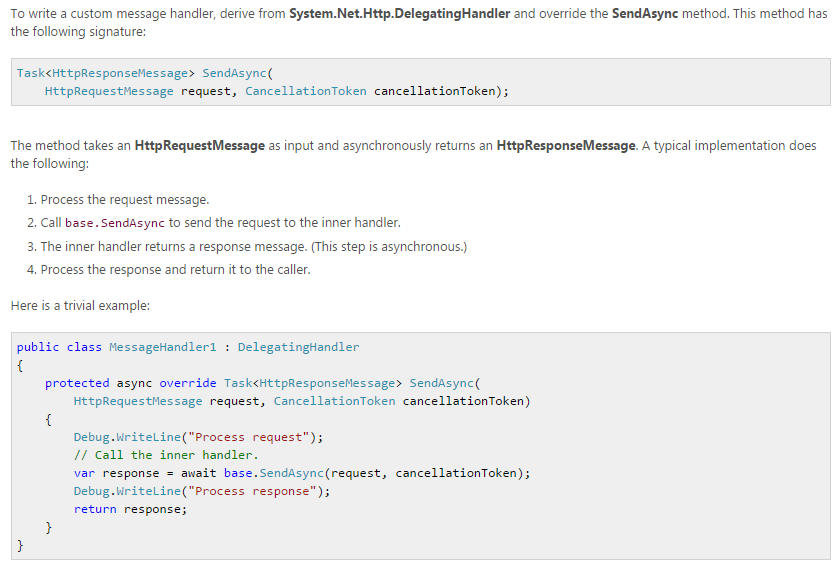 To write a custom message handler, derive from System.Net.Http.DelegatingHandler and override the SendAsync method. This method has
the following signature:
Task<HttpResponseMessage> SendAsync(
    HttpRequestMessage request, CancellationToken cancellationToken);
The method takes an HttpRequestMessage as input and asynchronously returns an HttpResponseMessage. A typical implementation does
the following:
1. Process the request message.
2. Call base.SendAsync to send the request to the inner handler.
3. The inner handler returns a response message. (This step is asynchronous.)
4. Process the response and return it to the caller.
Here is a trivial example:
public class MessageHandler1 : DelegatingHandler
{
    protected async override Task<HttpResponseMessage> SendAsync(
        HttpRequestMessage request, CancellationToken cancellationToken)
    {
        Debug.WriteLine("Process request");
        // Call the inner handler.
        var response = await base.SendAsync(request, cancellationToken);
        Debug.WriteLine("Process response");
        return response;
    }
}